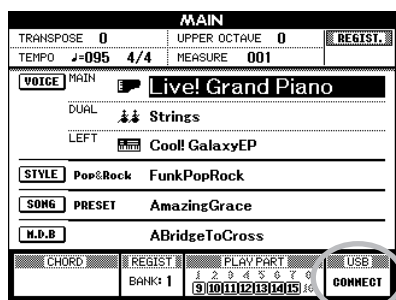 MAIN
TRANSPOSE 0 UPPER OCTAVE 0 REGIST.
TEMPO ♩=095 4/4 MEASURE 001
VOICE MAIN Live! Grand Piano
DUAL Strings
LEFT Cool! GalaxyEP
STYLE Pop&Rock FunkPopRock
SONG PRESET AmazingGrace
M.D.B ABridgeToCross
CHORD REGIST PLAY PART USB
BANK: 1 1 2 3 4 5 6 7 8 CONNECT
9 10 11 12 13 14 15 16